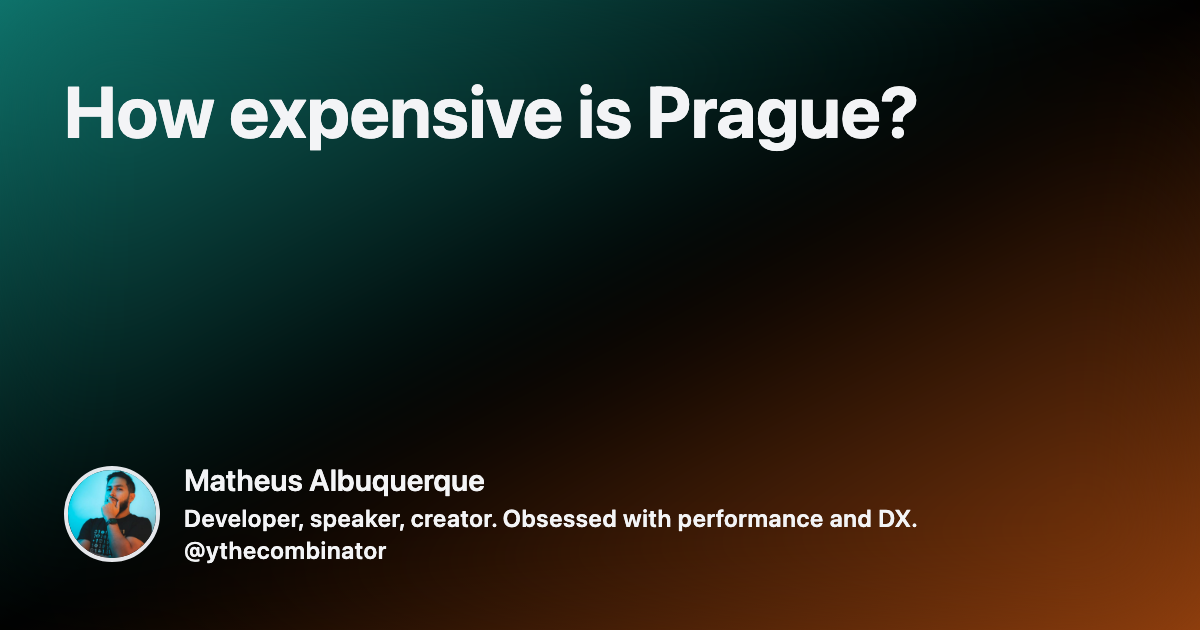 How expensive is Prague?
Matheus Albuquerque
Developer, speaker, creator. Obsessed with performance and DX.
@ythecombinator